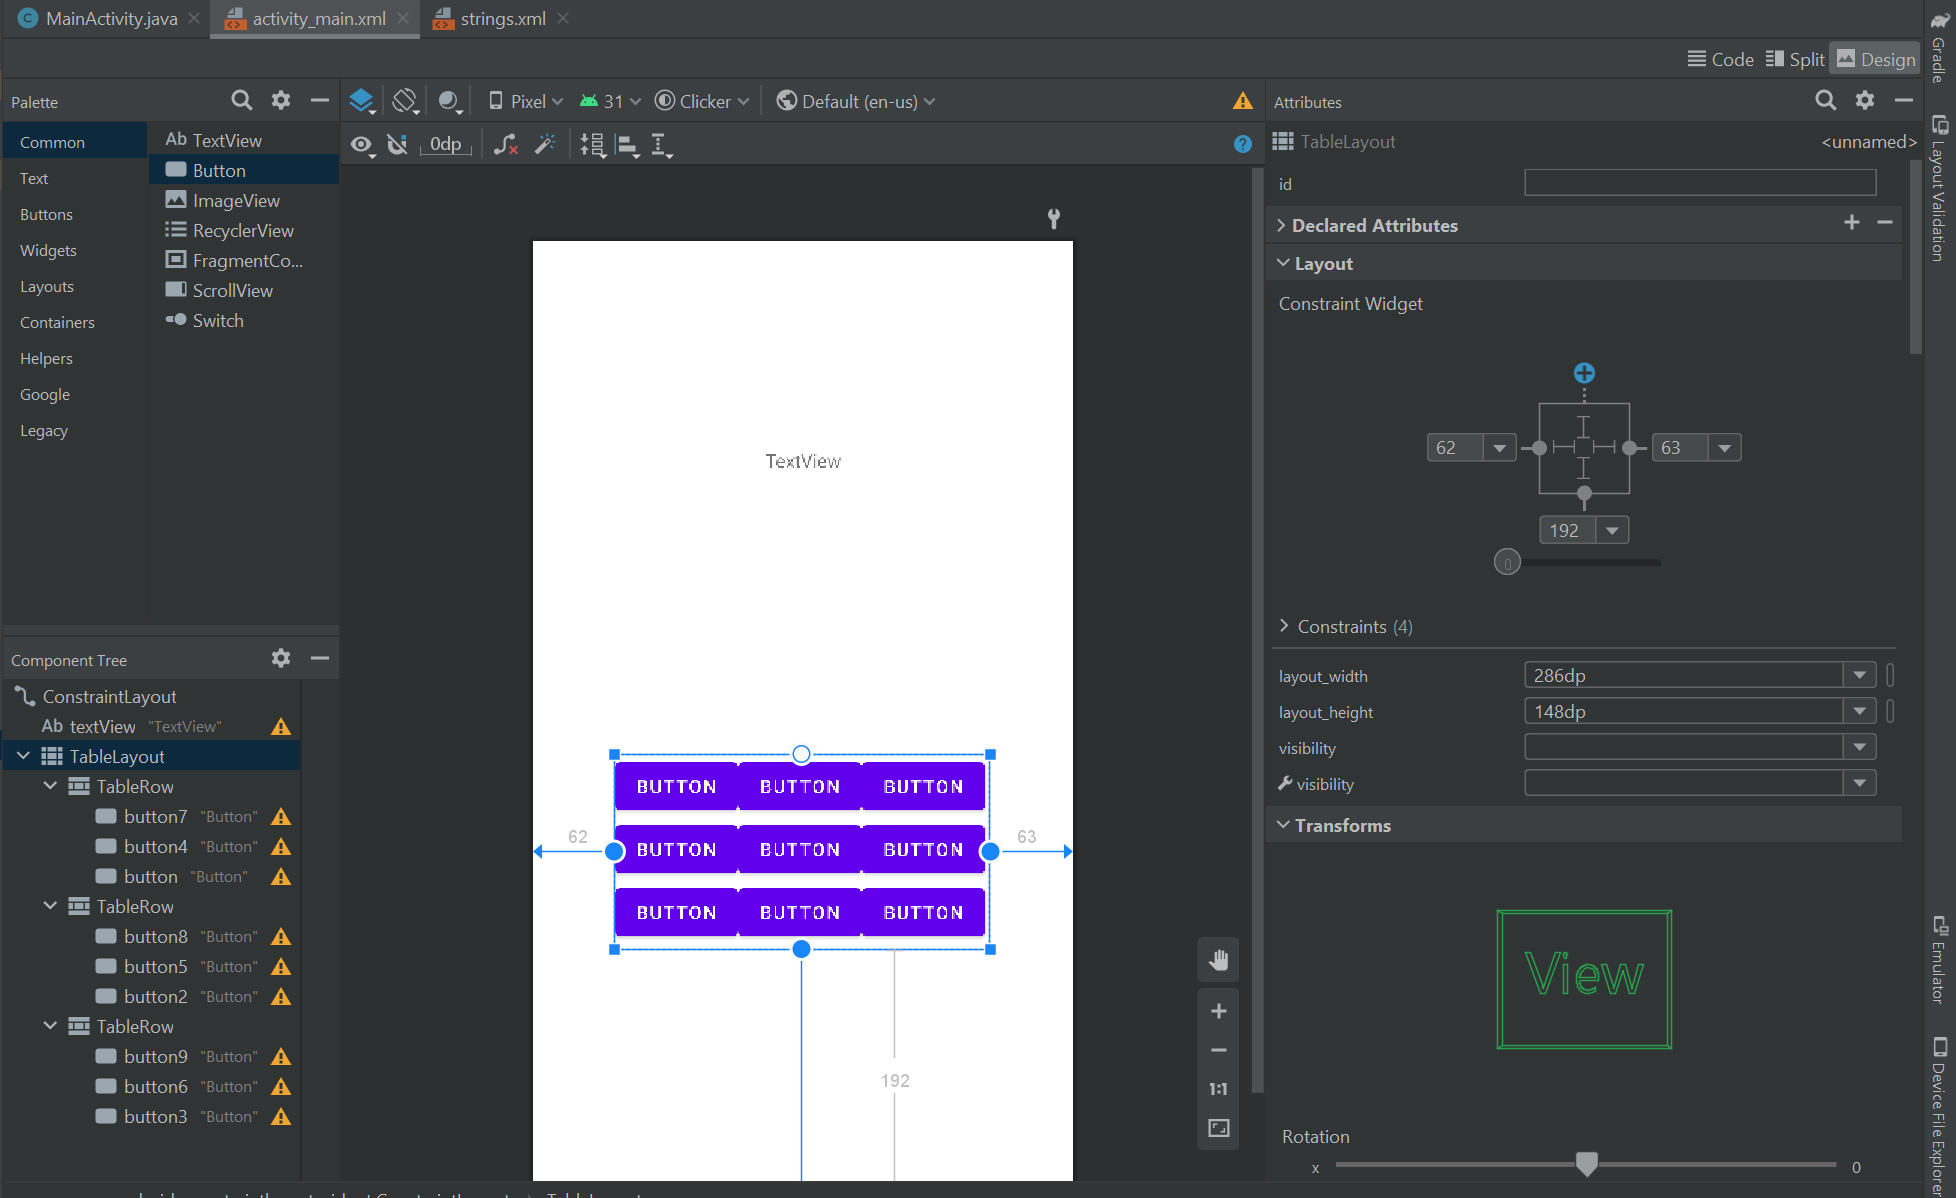 MainActivity.java
activity_main.xml
strings.xml
Code
Split
Design
Palette
Pixel
31
Clicker
Default (en-us)
Attributes
Common
Text
Buttons
Widgets
Layouts
Containers
Helpers
Google
Legacy
Ab TextView
Button
ImageView
RecyclerView
FragmentCo...
ScrollView
Switch
0dp
TableLayout
<unnamed>
id
Declared Attributes
Layout
Constraint Widget
62
63
192
0
Constraints (4)
layout_width
286dp
layout_height
148dp
visibility
visibility
Transforms
View
Rotation
x
0
TextView
BUTTON BUTTON BUTTON
62
BUTTON BUTTON BUTTON
63
BUTTON BUTTON BUTTON
192
1:1
Component Tree
ConstraintLayout
Ab textView "TextView"
TableLayout
TableRow
button7 "Button"
button4 "Button"
button "Button"
TableRow
button8 "Button"
button5 "Button"
button2 "Button"
TableRow
button9 "Button"
button6 "Button"
button3 "Button"
Gradle
Layout Validation
Emulator
Device File Explorer